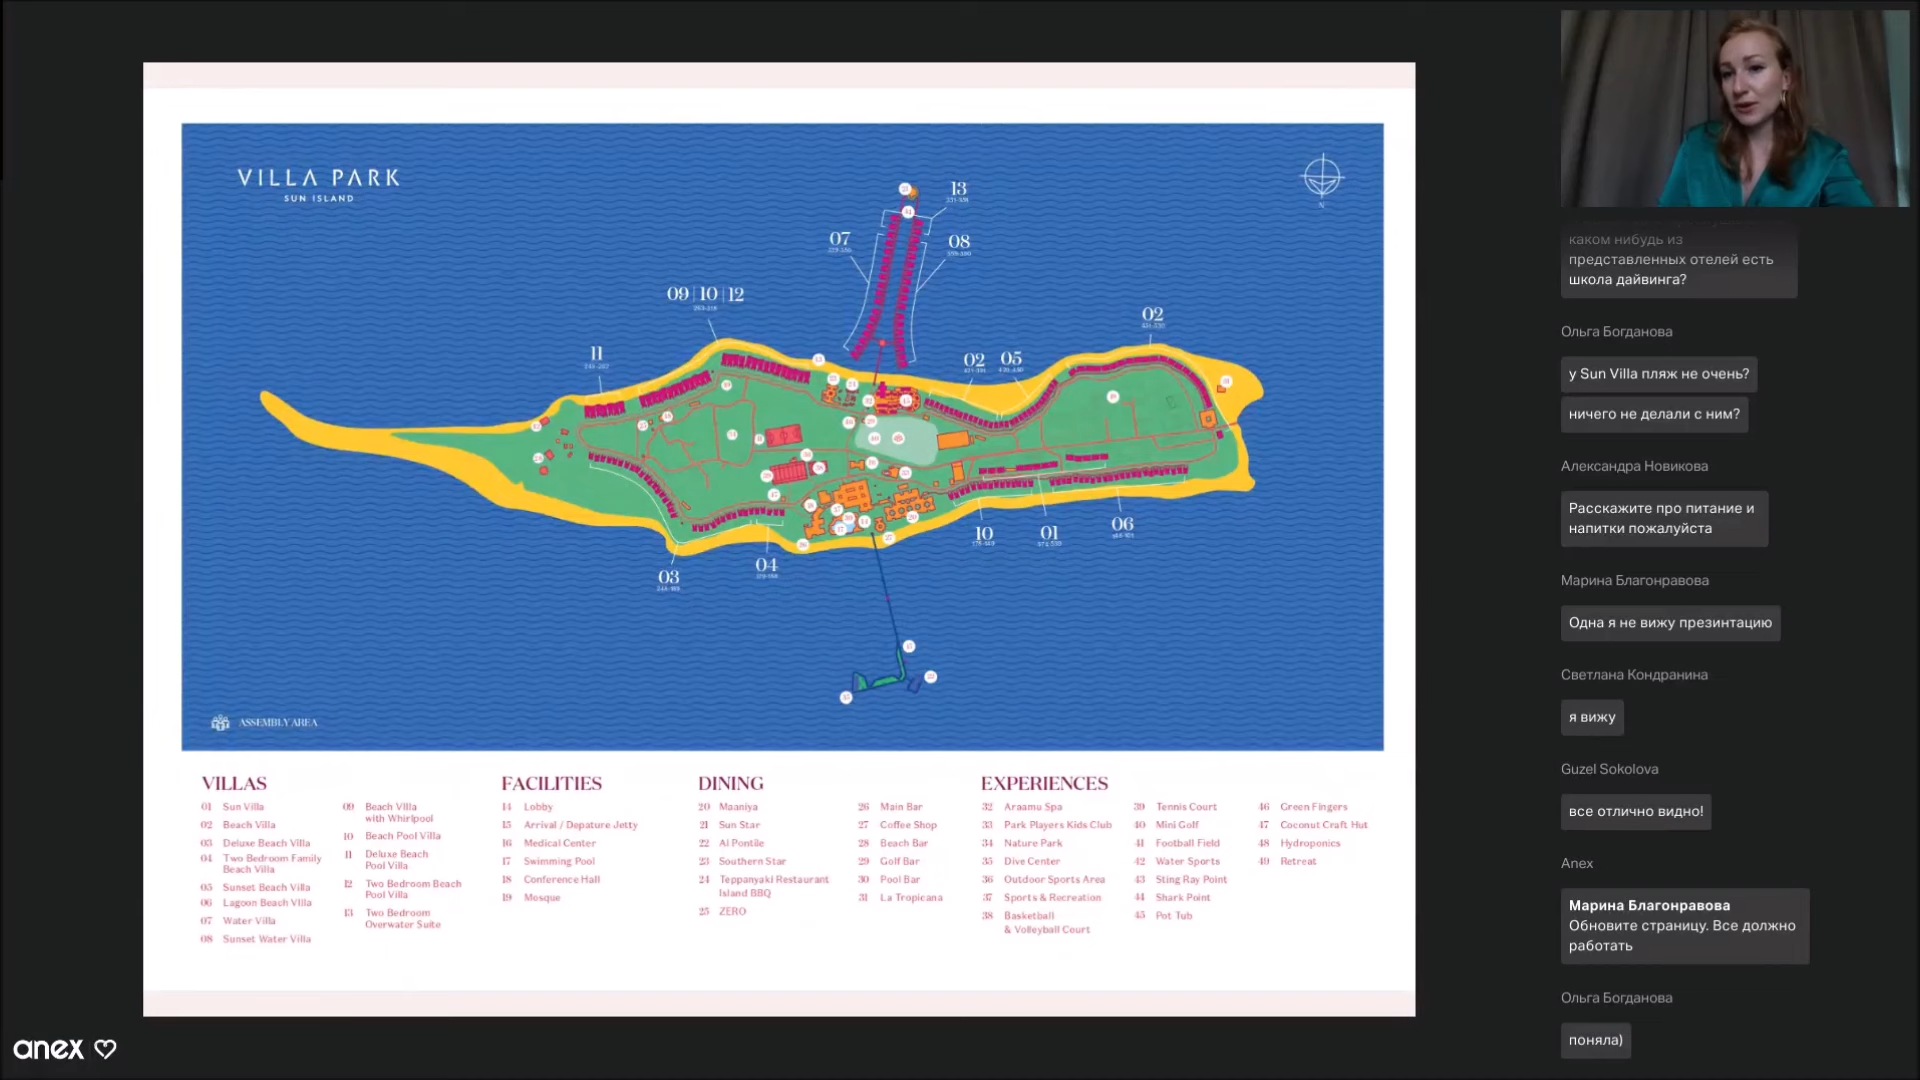 VILLA PARK
SUN ISLAND
13
07
08
09 | 10 | 12
02
11
02
05
10
01
06
04
03
N
ASSEMBLY AREA
VILLAS
01 Sun Villa
02 Beach Villa
03 Deluxe Beach Villa
04 Two Bedroom Family
Beach Villa
05 Sunset Beach Villa
06 Lagoon Beach Villa
07 Water Villa
08 Sunset Water Villa
09 Beach Villa
with Whirlpool
10 Beach Pool Villa
11 Deluxe Beach
Pool Villa
12 Two Bedroom Beach
Pool Villa
13 Two Bedroom
Overwater Suite
FACILITIES
14 Lobby
15 Arrival / Depature Jetty
16 Medical Center
17 Swimming Pool
18 Conference Hall
19 Mosque
DINING
20 Maaniya
21 Sun Star
22 Al Pontile
23 Southern Star
24 Teppanyaki Restaurant
Island BBQ
25 ZERO
26 Main Bar
27 Coffee Shop
28 Beach Bar
29 Golf Bar
30 Pool Bar
31 La Tropicana
EXPERIENCES
32 Araamu Spa
33 Park Players Kids Club
34 Nature Park
35 Dive Center
36 Outdoor Sports Area
37 Sports & Recreation
38 Basketball
& Volleyball Court
39 Tennis Court
40 Mini Golf
41 Football Field
42 Water Sports
43 Sting Ray Point
44 Shark Point
45 Pot Tub
46 Green Fingers
47 Coconut Craft Hut
48 Hydroponics
49 Retreat
anex
каком нибудь из
представленных отелей есть
школа дайвинга?
Ольга Богданова
у Sun Villa пляж не очень?
ничего не делали с ним?
Александра Новикова
Расскажите про питание и
напитки пожалуйста
Марина Благонравова
Одна я не вижу презинтацию
Светлана Кондранина
я вижу
Guzel Sokolova
все отлично видно!
Anex
Марина Благонравова
Обновите страницу. Все должно
работать
Ольга Богданова
поняла)